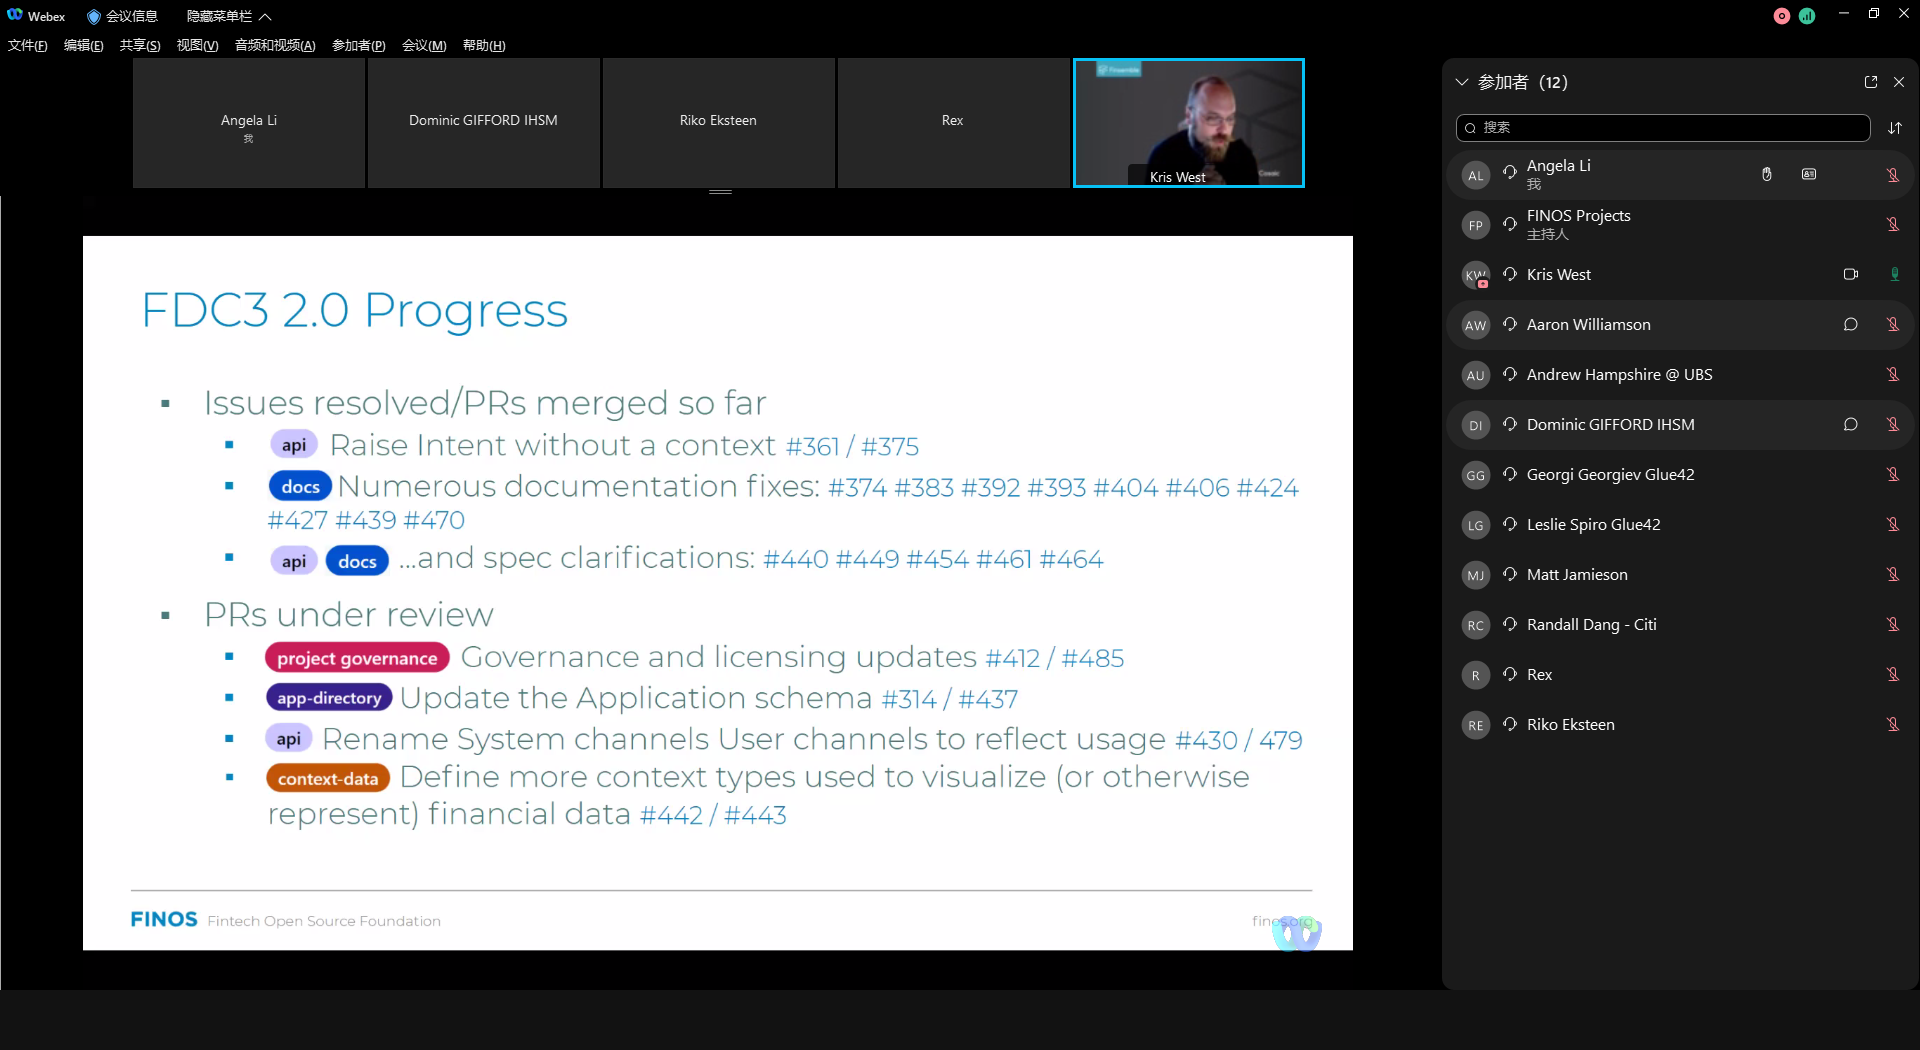 Webex 会议信息 隐藏菜单栏
文件(F) 编辑(E) 共享(S) 视图(V) 音频和视频(A) 参加者(P) 会议(M) 帮助(H)
Angela Li
我
Dominic GIFFORD IHSM
Riko Eksteen
Rex
Finsemble
Cosaic
Kris West
FDC3 2.0 Progress
Issues resolved/PRs merged so far
api Raise Intent without a context #361 / #375
docs Numerous documentation fixes: #374 #383 #392 #393 #404 #406 #424
#427 #439 #470
api docs ...and spec clarifications: #440 #449 #454 #461 #464
PRs under review
project governance Governance and licensing updates #412 / #485
app-directory Update the Application schema #314 / #437
api Rename System channels User channels to reflect usage #430 / 479
context-data Define more context types used to visualize (or otherwise
represent) financial data #442 / #443
FINOS Fintech Open Source Foundation
finos.org
参加者 (12)
搜索
AL Angela Li
我
FP FINOS Projects
主持人
KW Kris West
AW Aaron Williamson
AU Andrew Hampshire @ UBS
DI Dominic GIFFORD IHSM
GG Georgi Georgiev Glue42
LG Leslie Spiro Glue42
MJ Matt Jamieson
RC Randall Dang - Citi
R Rex
RE Riko Eksteen